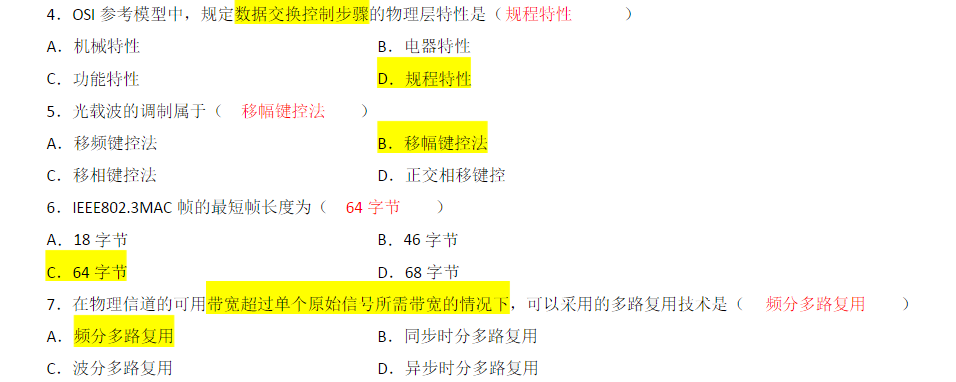 4．OSI 参考模型中，规定数据交换控制步骤的物理层特性是（ 规程特性 ）
A．机械特性 B．电器特性
C．功能特性 D．规程特性
5．光载波的调制属于（ 移幅键控法 ）
A．移频键控法 B．移幅键控法
C．移相键控法 D．正交相移键控
6．IEEE802.3MAC 帧的最短帧长度为（ 64 字节 ）
A．18 字节 B．46 字节
C．64 字节 D．68 字节
7．在物理信道的可用带宽超过单个原始信号所需带宽的情况下，可以采用的多路复用技术是（ 频分多路复用 ）
A．频分多路复用 B．同步时分多路复用
C．波分多路复用 D．异步时分多路复用